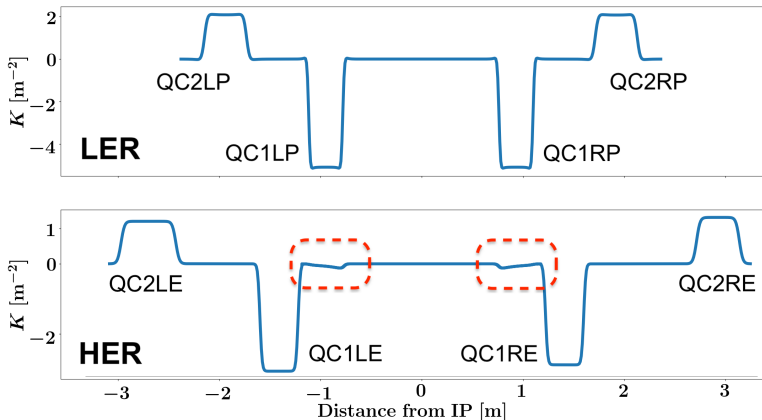 2
0
−2
−4
K [m⁻²]
QC2LP
QC2RP
QC1LP
QC1RP
LER
1
0
−2
K [m⁻²]
QC2LE
QC2RE
QC1LE
QC1RE
HER
−3 −2 −1 0 1 2 3
Distance from IP [m]